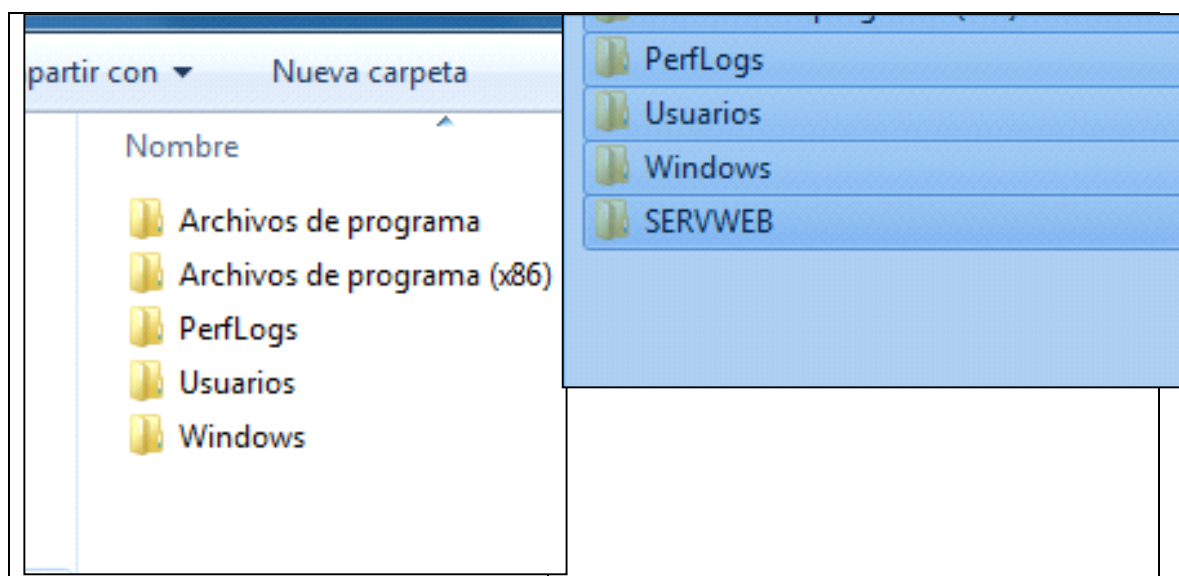 partir con Nueva carpeta
Nombre
Archivos de programa
Archivos de programa (x86)
PerfLogs
Usuarios
Windows
PerfLogs
Usuarios
Windows
SERVWEB